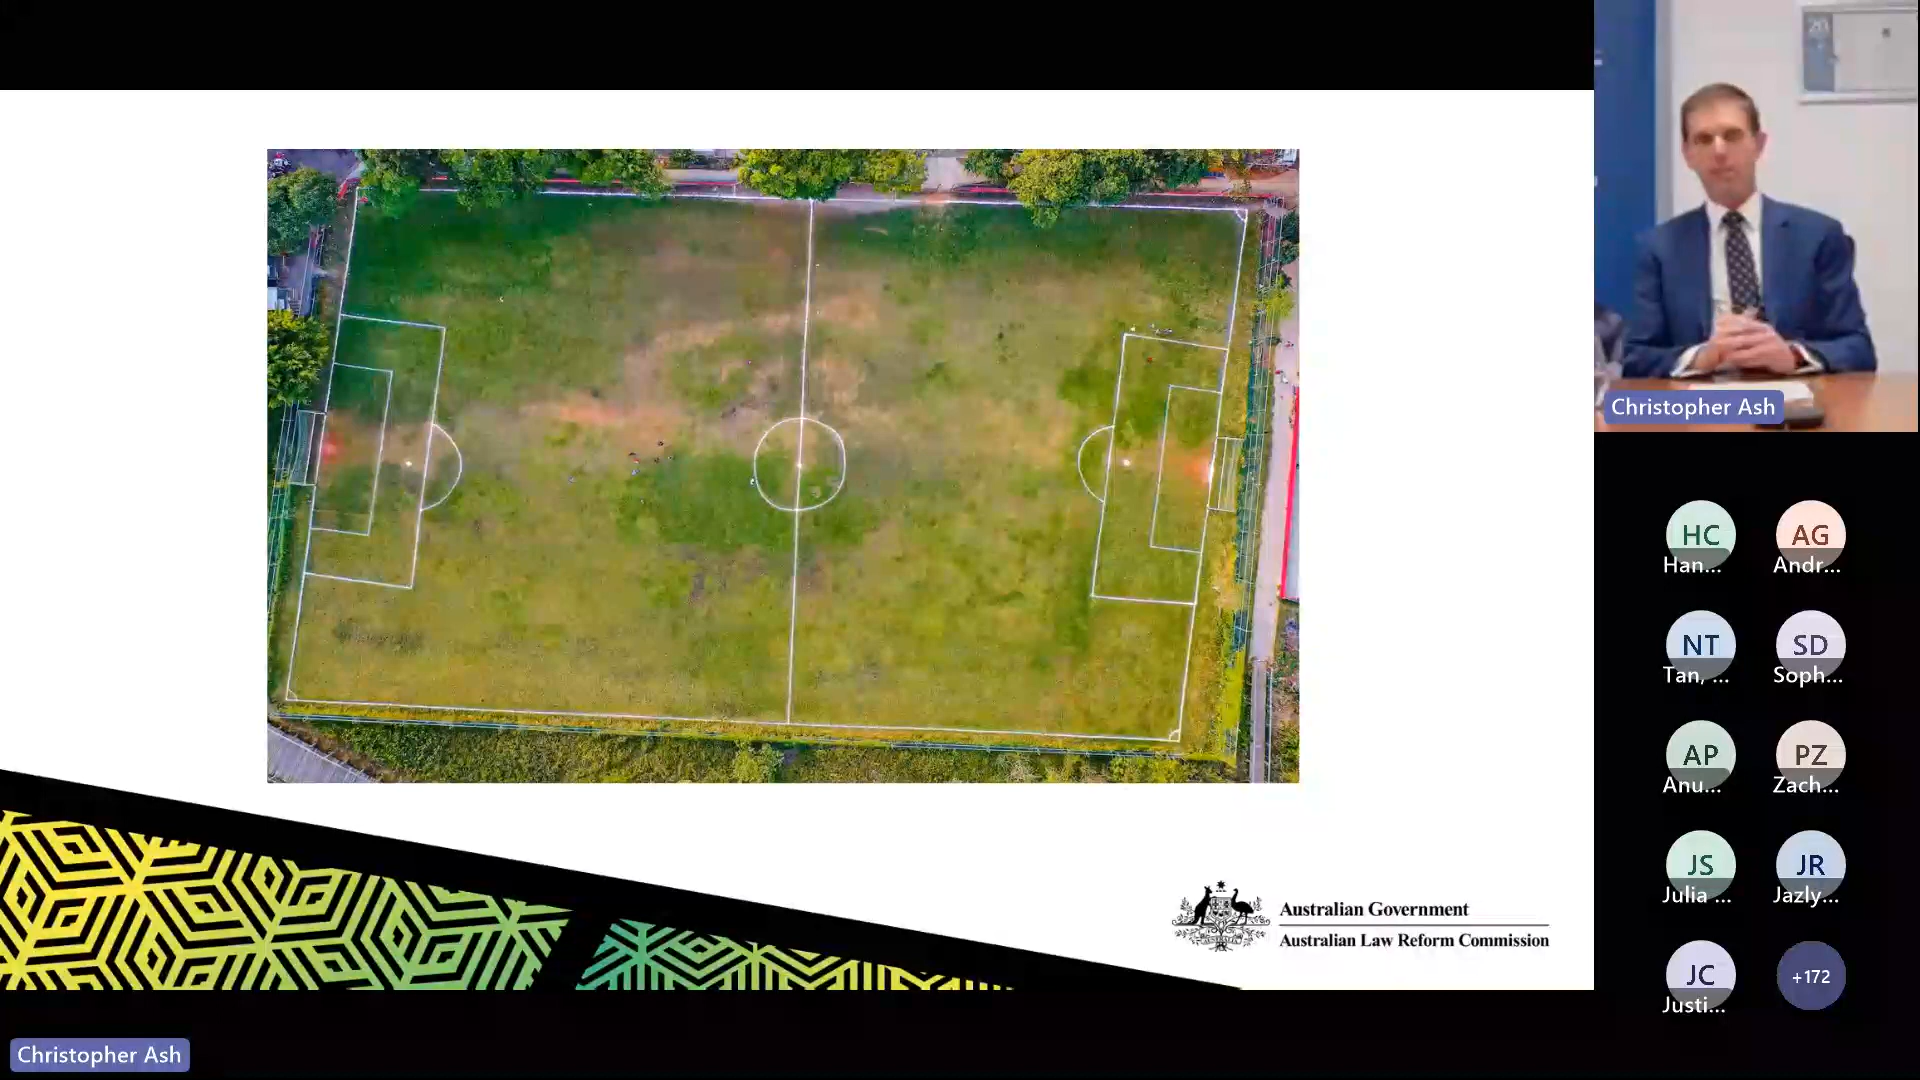 20
Christopher Ash
HC
Han...
AG
Andr...
NT
Tan, ...
SD
Soph...
AP
Anu...
PZ
Zach...
JS
Julia ...
JR
Jazly...
JC
Justi...
+172
Australian Government
Australian Law Reform Commission
Christopher Ash